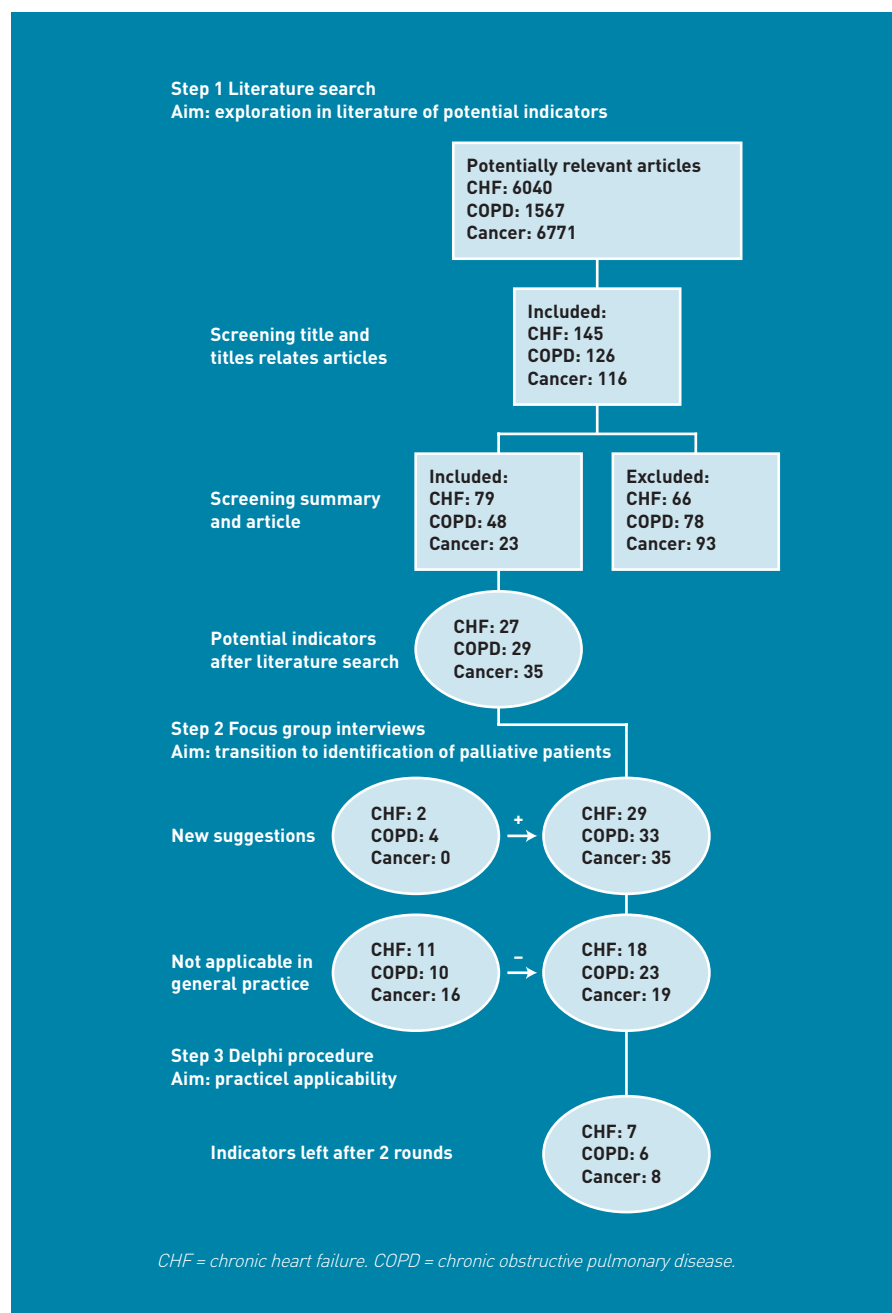 Step 1 Literature search
Aim: exploration in literature of potential indicators
Potentially relevant articles
CHF: 6040
COPD: 1567
Cancer: 6771
Screening title and
titles relates articles
Included:
CHF: 145
COPD: 126
Cancer: 116
Screening summary
and article
Included:
CHF: 79
COPD: 48
Cancer: 23
Excluded:
CHF: 66
COPD: 78
Cancer: 93
Potential indicators
after literature search
CHF: 27
COPD: 29
Cancer: 35
Step 2 Focus group interviews
Aim: transition to identification of palliative patients
New suggestions
CHF: 2
COPD: 4
Cancer: 0
+
CHF: 29
COPD: 33
Cancer: 35
Not applicable in
general practice
CHF: 11
COPD: 10
Cancer: 16
–
CHF: 18
COPD: 23
Cancer: 19
Step 3 Delphi procedure
Aim: practicel applicability
Indicators left after 2 rounds
CHF: 7
COPD: 6
Cancer: 8
CHF = chronic heart failure. COPD = chronic obstructive pulmonary disease.